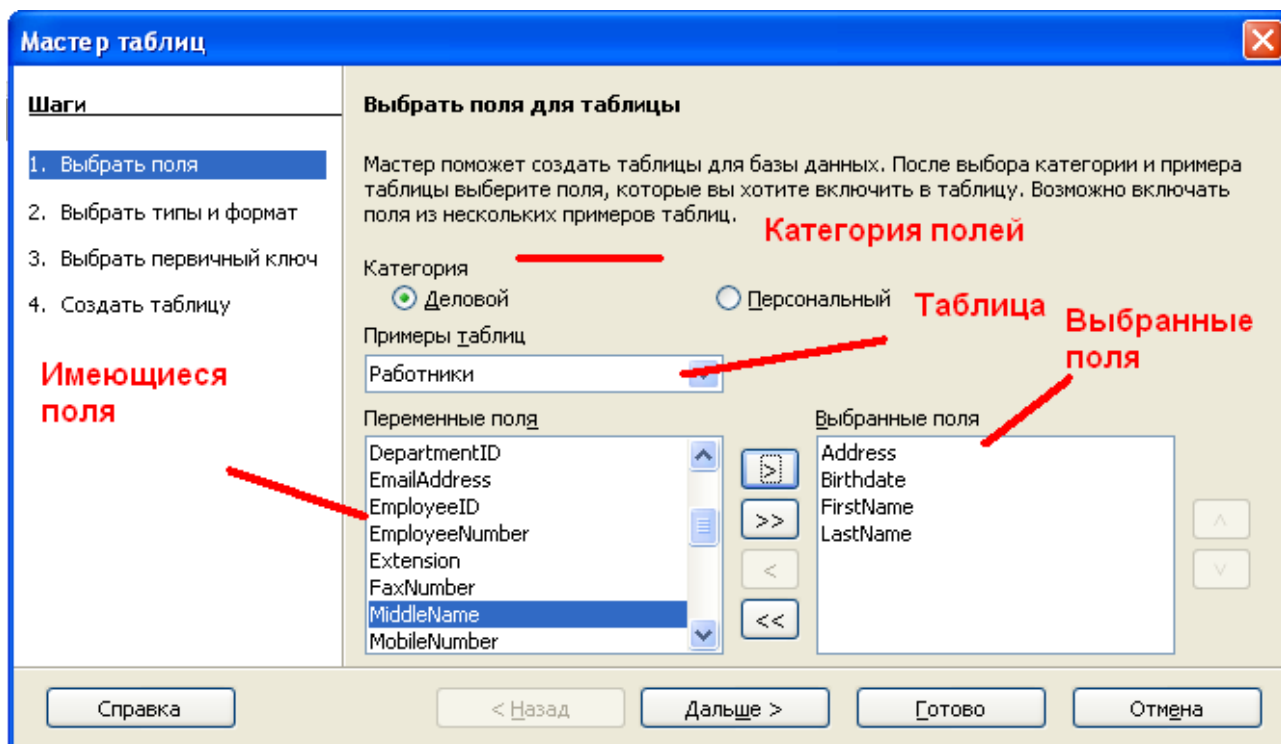 Мастер таблиц
Шаги
1. Выбрать поля
2. Выбрать типы и формат
3. Выбрать первичный ключ
4. Создать таблицу
Имеющиеся
поля
Выбрать поля для таблицы
Мастер поможет создать таблицы для базы данных. После выбора категории и примера
таблицы выберите поля, которые вы хотите включить в таблицу. Возможно включать
поля из нескольких примеров таблиц.
Категория полей
Категория
Деловой
Персональный
Таблица
Выбранные
поля
Примеры таблиц
Работники
Переменные поля
DepartmentID
EmailAddress
EmployeeID
EmployeeNumber
Extension
FaxNumber
MiddleName
MobileNumber
>
>>
<
<<
Выбранные поля
Address
Birthdate
FirstName
LastName
^
v
Справка
< Назад
Дальше >
Готово
Отмена